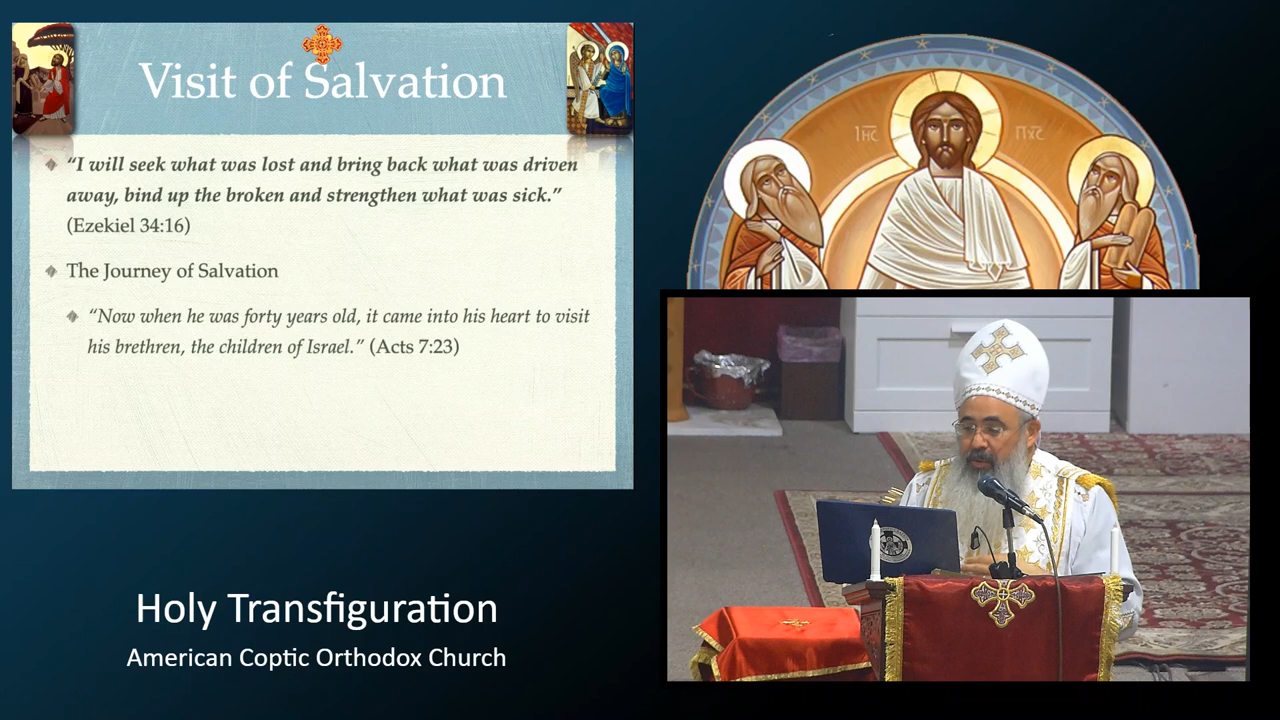 Visit of Salvation
“I will seek what was lost and bring back what was driven
away, bind up the broken and strengthen what was sick.”
(Ezekiel 34:16)
The Journey of Salvation
“Now when he was forty years old, it came into his heart to visit
his brethren, the children of Israel.” (Acts 7:23)
Holy Transfiguration
American Coptic Orthodox Church